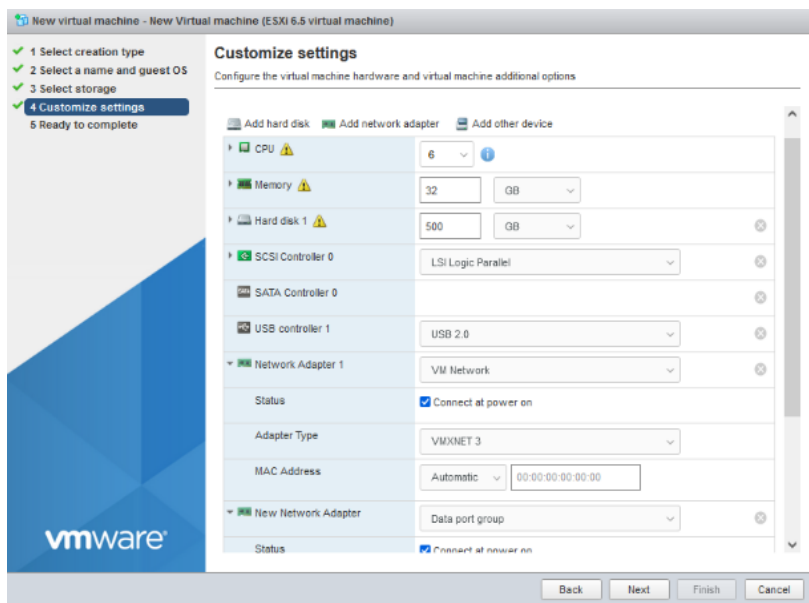 New virtual machine - New Virtual machine (ESXi 6.5 virtual machine)
1 Select creation type
2 Select a name and guest OS
3 Select storage
4 Customize settings
5 Ready to complete
vmware
Customize settings
Configure the virtual machine hardware and virtual machine additional options
Add hard disk Add network adapter Add other device
CPU 6
Memory 32 GB
Hard disk 1 500 GB
SCSI Controller 0 LSI Logic Parallel
SATA Controller 0
USB controller 1 USB 2.0
Network Adapter 1 VM Network
Status Connect at power on
Adapter Type VMXNET 3
MAC Address Automatic 00:00:00:00:00:00
New Network Adapter Data port group
Status Connect at power on
Back Next Finish Cancel